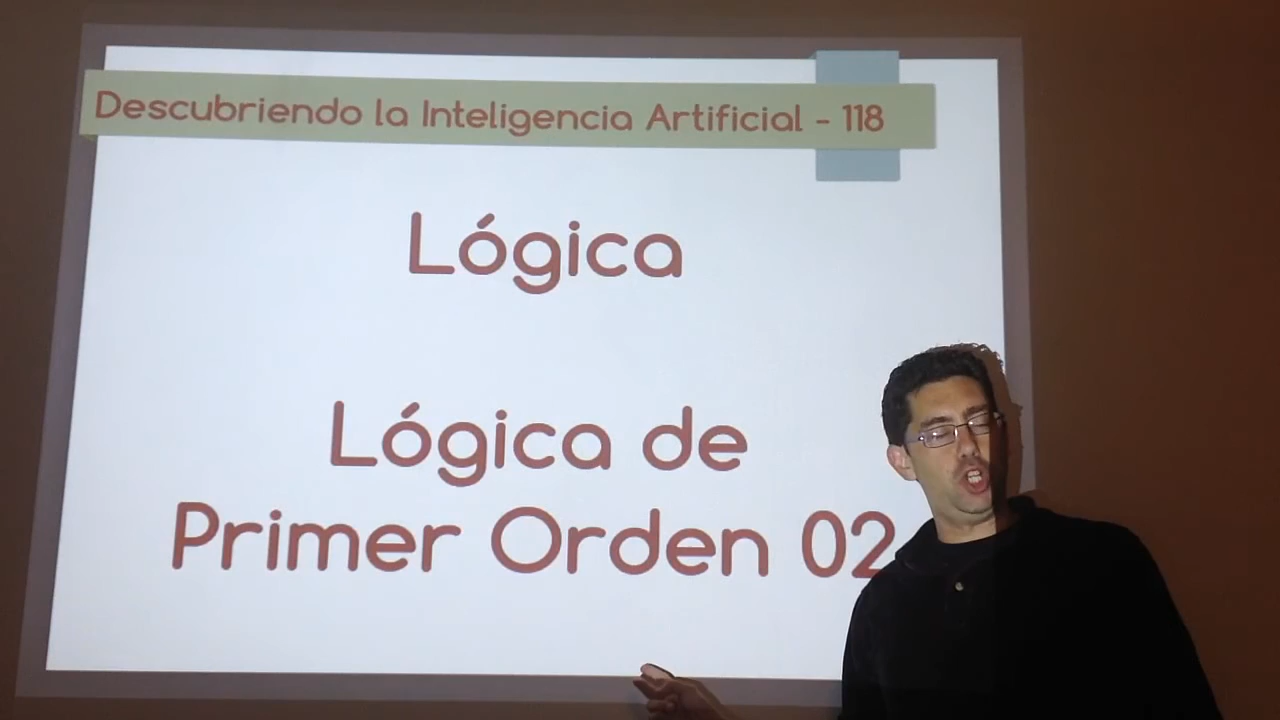 Descubriendo la Inteligencia Artificial - 118
Lógica
Lógica de
Primer Orden 02